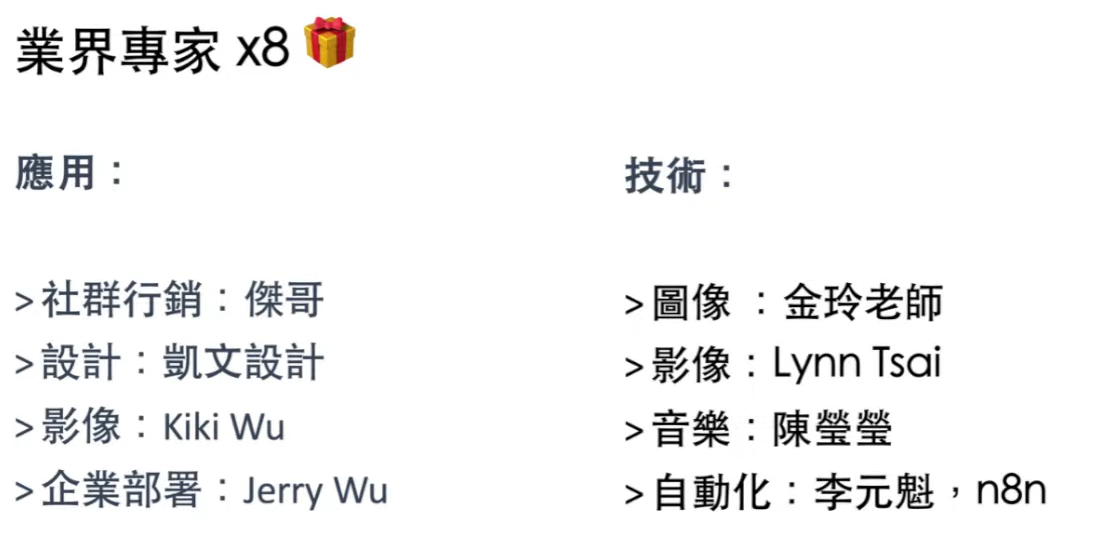 業界專家 x8 🎁
應用：
>社群行銷：傑哥
>設計：凱文設計
>影像：Kiki Wu
>企業部署：Jerry Wu
技術：
>圖像 ：金玲老師
>影像：Lynn Tsai
>音樂：陳瑩瑩
>自動化：李元魁，n8n